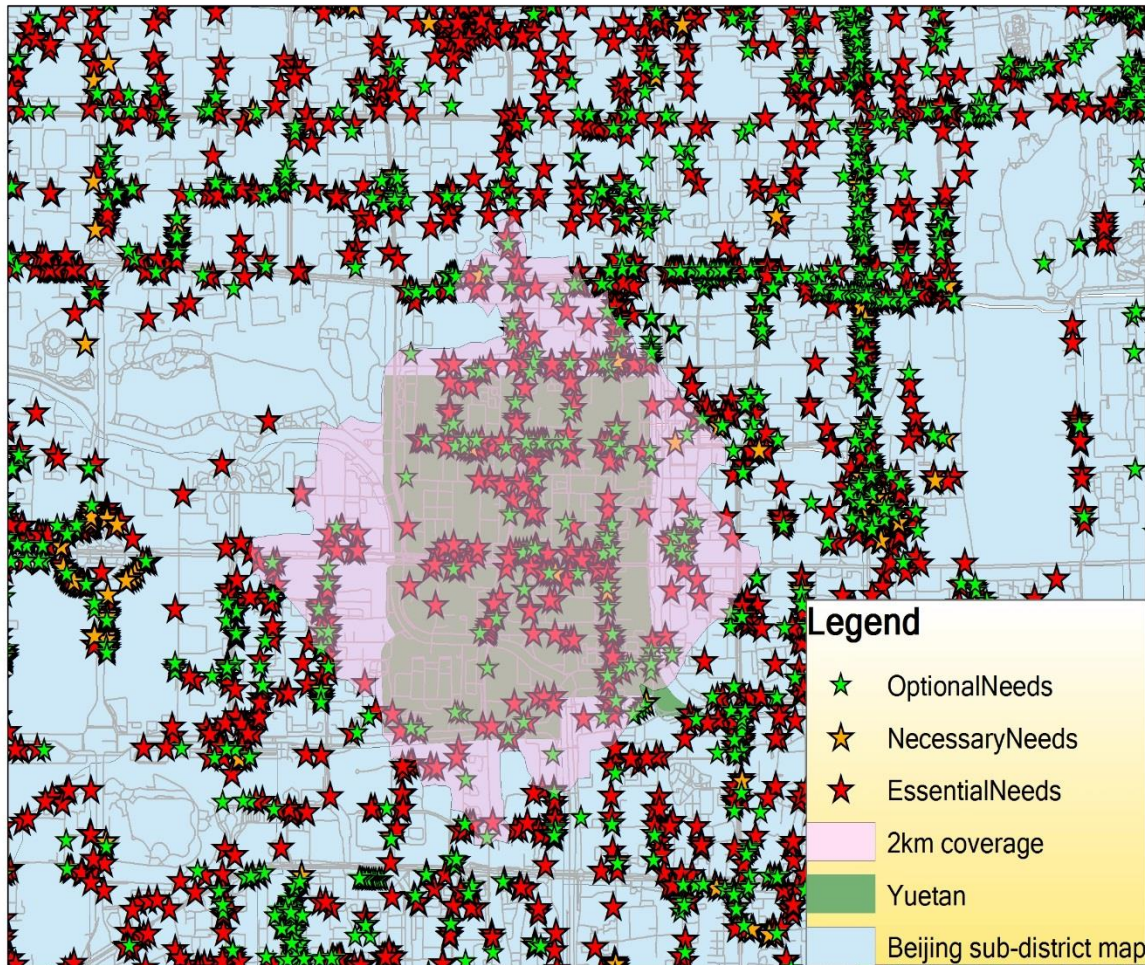 Legend
OptionalNeeds
NecessaryNeeds
EssentialNeeds
2km coverage
Yuetan
Beijing sub-district map